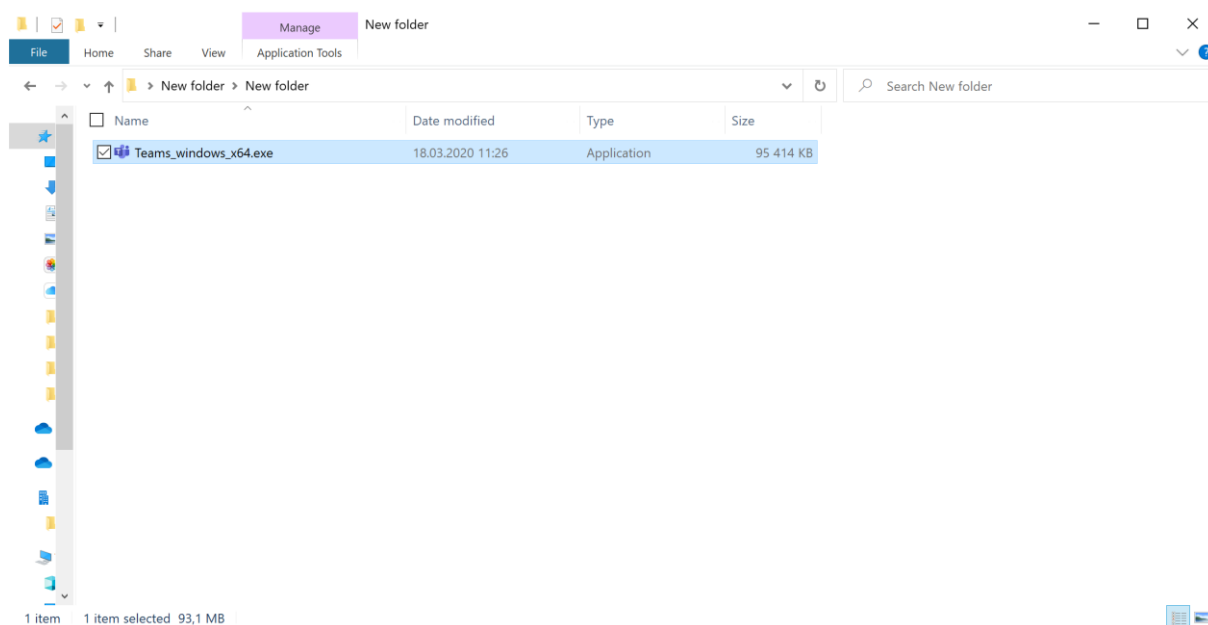 Manage New folder
File Home Share View Application Tools
New folder New folder Search New folder
Name Date modified Type Size
Teams_windows_x64.exe 18.03.2020 11:26 Application 95 414 KB
1 item 1 item selected 93,1 MB